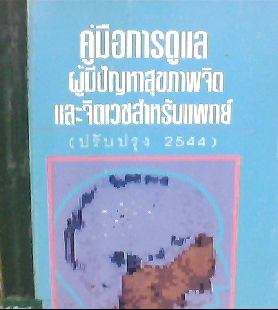 คู่มือการดูแล
ผู้มีปัญหาสุขภาพจิต
และจิตเวชสำหรับแพทย์
(ปรับปรุง 2544)